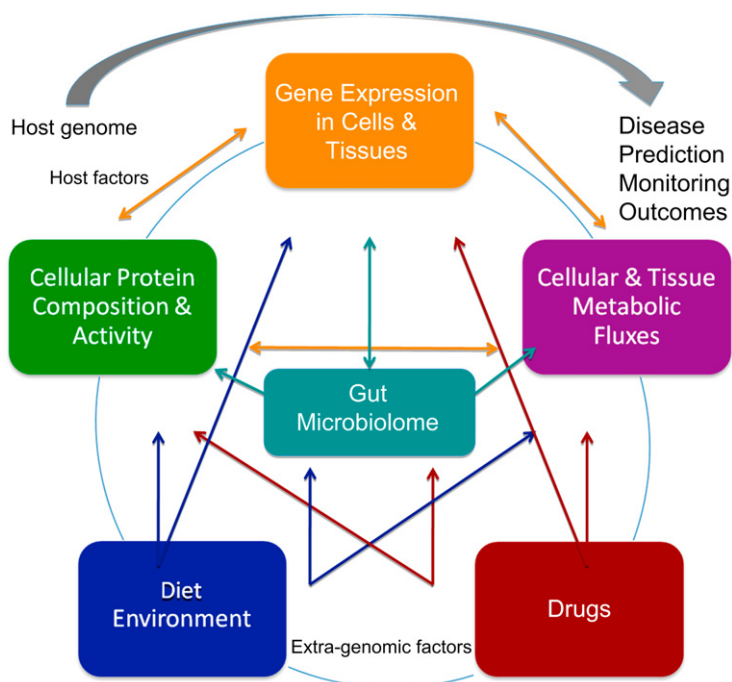 Gene Expression
in Cells &
Tissues
Host genome
Host factors
Disease
Prediction
Monitoring
Outcomes
Cellular Protein
Composition &
Activity
Cellular & Tissue
Metabolic
Fluxes
Gut
Microbiolome
Diet
Environment
Drugs
Extra-genomic factors